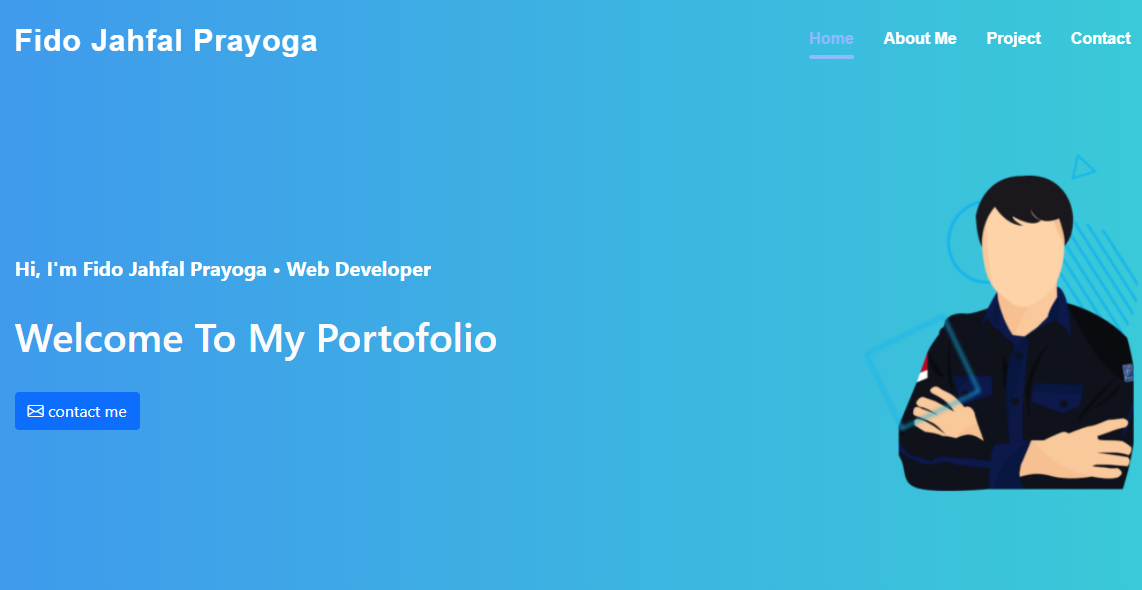 Fido Jahfal Prayoga
Home About Me Project Contact
Hi, I'm Fido Jahfal Prayoga • Web Developer
Welcome To My Portofolio
contact me